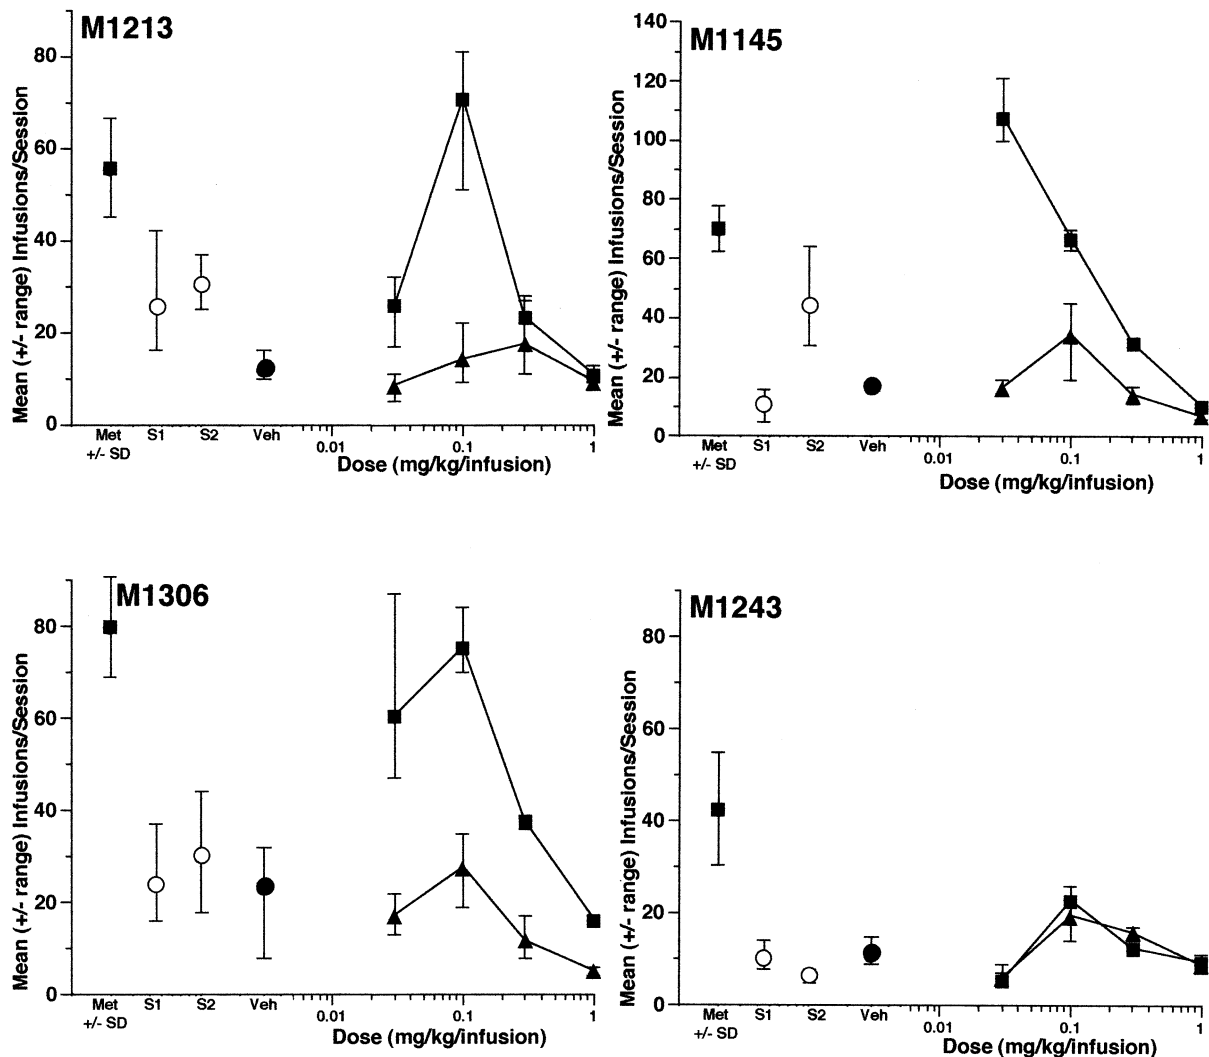 M1213
Mean (+/- range) Infusions/Session
80
60
40
20
0
Met
+/- SD
S1
S2
Veh
0.01
0.1
1
Dose (mg/kg/infusion)
M1145
Mean (+/- range) Infusions/Session
140
120
100
80
60
40
20
0
Met
+/- SD
S1
S2
Veh
0.01
0.1
1
Dose (mg/kg/infusion)
M1306
Mean (+/- range) Infusions/Session
80
60
40
20
0
Met
+/- SD
S1
S2
Veh
0.01
0.1
1
Dose (mg/kg/infusion)
M1243
Mean (+/- range) Infusions/Session
80
60
40
20
0
Met
+/- SD
S1
S2
Veh
0.01
0.1
1
Dose (mg/kg/infusion)